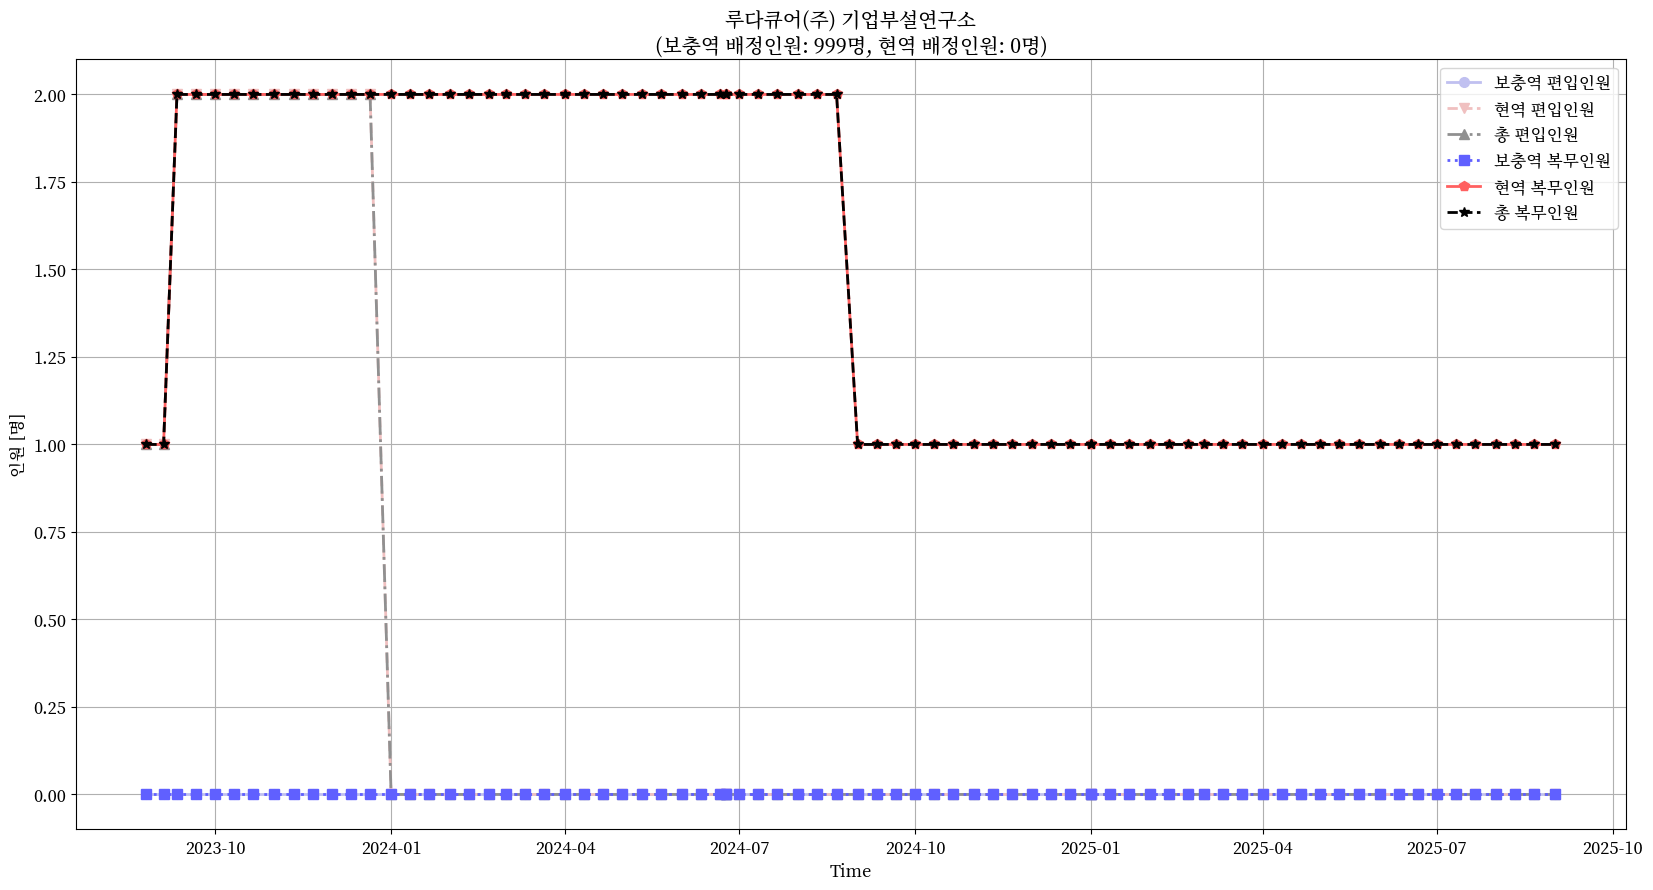 루다큐어(주) 기업부설연구소
(보충역 배정인원: 999명, 현역 배정인원: 0명)
보충역 편입인원
현역 편입인원
총 편입인원
보충역 복무인원
현역 복무인원
총 복무인원
인원 [명]
2.00
1.75
1.50
1.25
1.00
0.75
0.50
0.25
0.00
2023-10
2024-01
2024-04
2024-07
2024-10
2025-01
2025-04
2025-07
2025-10
Time